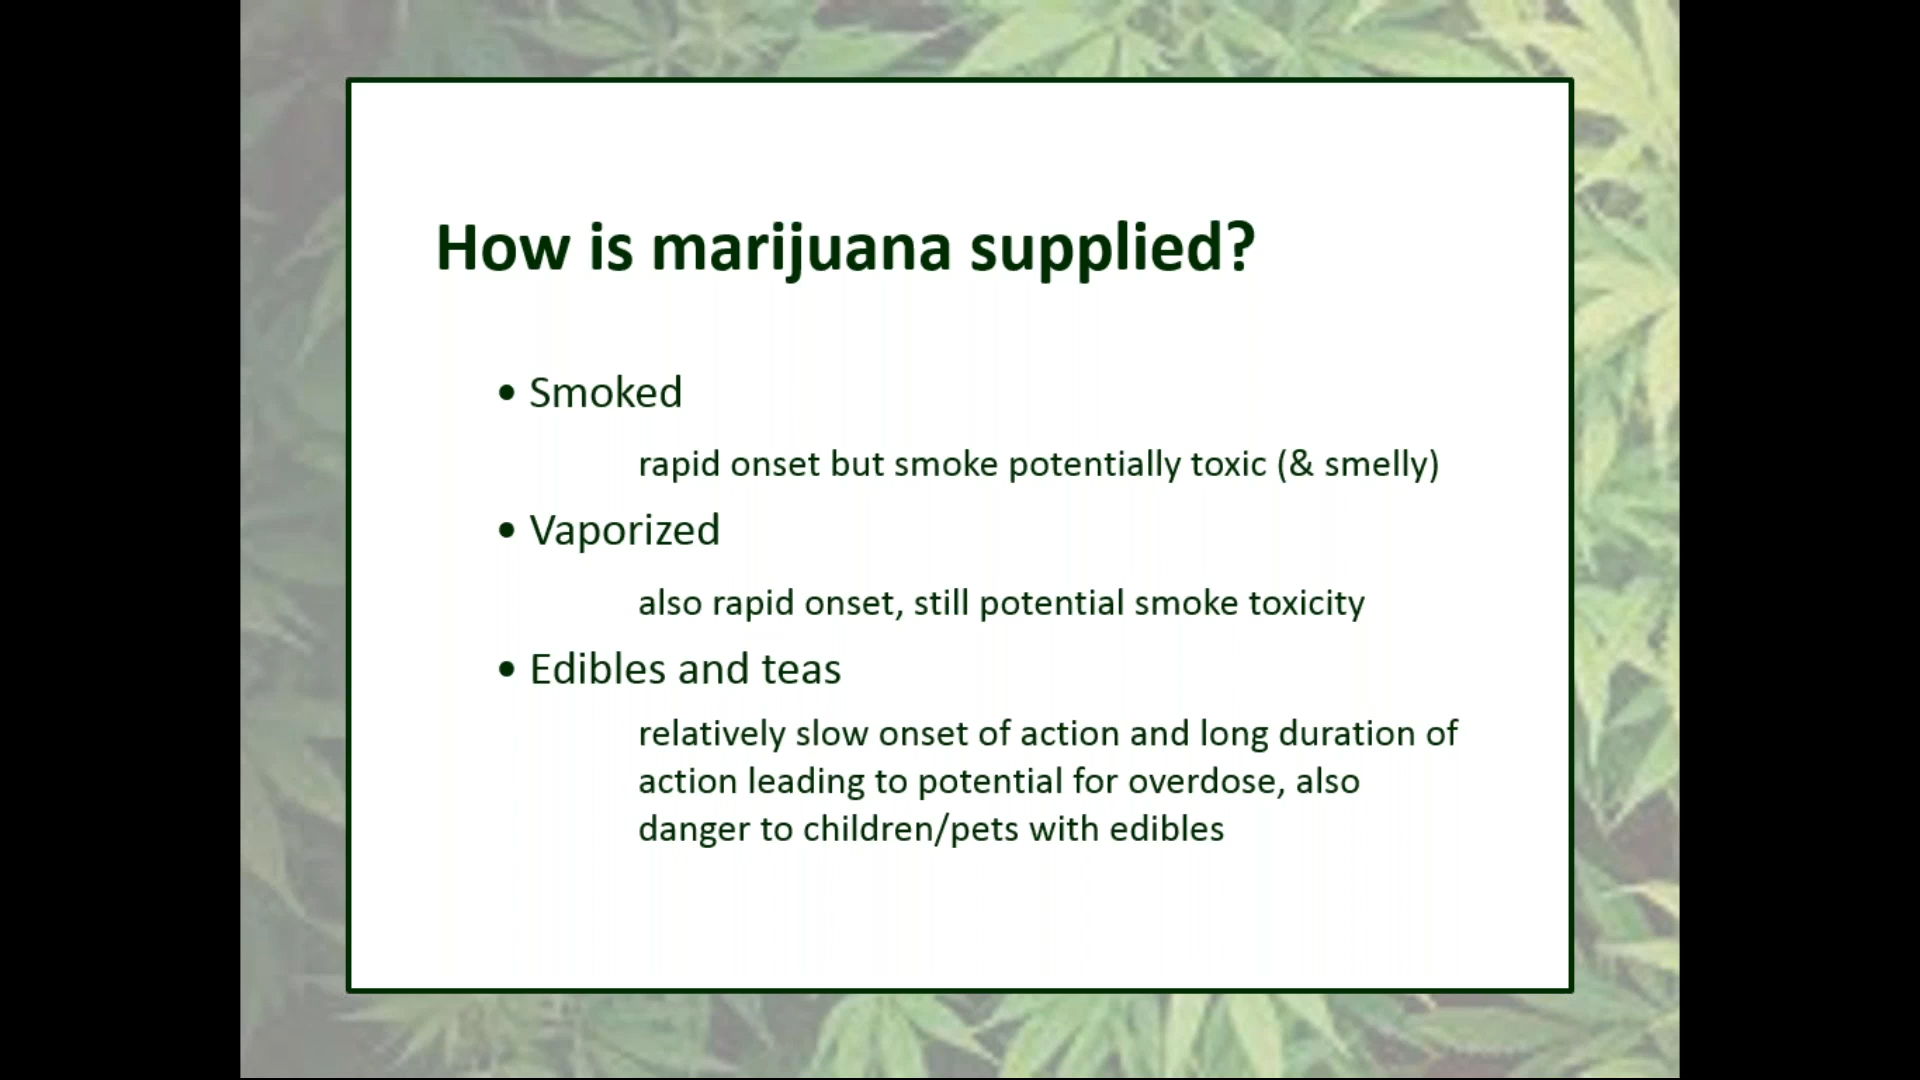 How is marijuana supplied?
• Smoked
rapid onset but smoke potentially toxic (& smelly)
• Vaporized
also rapid onset, still potential smoke toxicity
• Edibles and teas
relatively slow onset of action and long duration of
action leading to potential for overdose, also
danger to children/pets with edibles